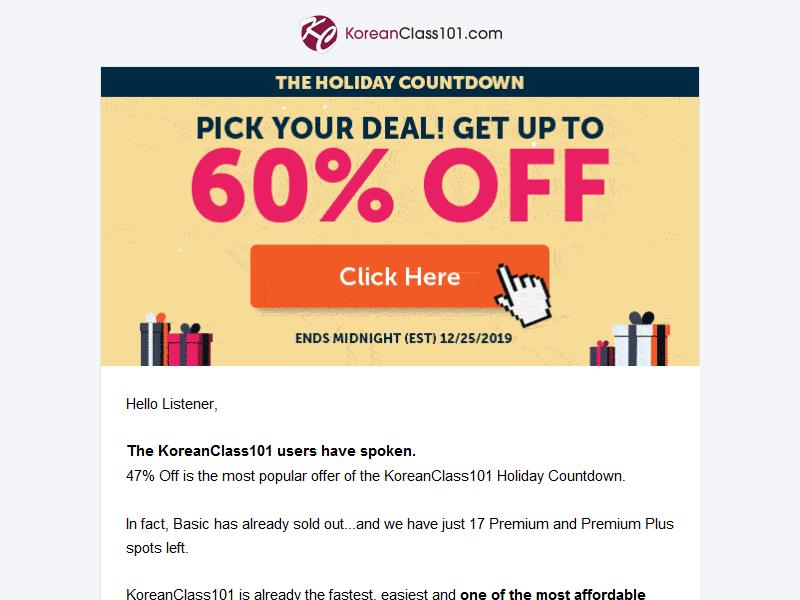 KC KoreanClass101.com
THE HOLIDAY COUNTDOWN
PICK YOUR DEAL! GET UP TO
60% OFF
Click Here
ENDS MIDNIGHT (EST) 12/25/2019
Hello Listener,
The KoreanClass101 users have spoken.
47% Off is the most popular offer of the KoreanClass101 Holiday Countdown.
In fact, Basic has already sold out...and we have just 17 Premium and Premium Plus
spots left.
KoreanClass101 is already the fastest, easiest and one of the most affordable